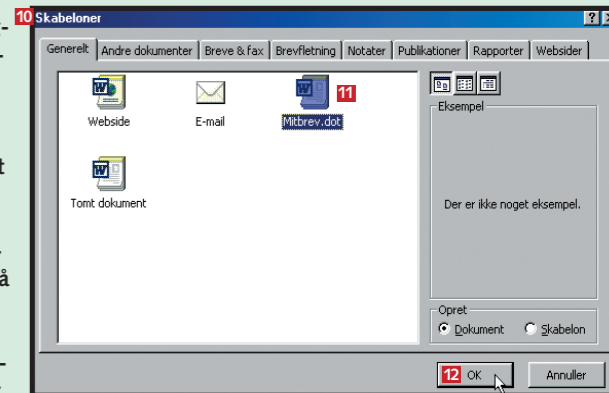 10 Skabeloner
Generelt Andre dokumenter Breve & fax Brevfletning Notater Publikationer Rapporter Websider
11
Webside E-mail Mitbrev.dot
Eksempel
Tomt dokument
Der er ikke noget eksempel.
Opret
Dokument Skabelon
12 OK Annuller
t
å